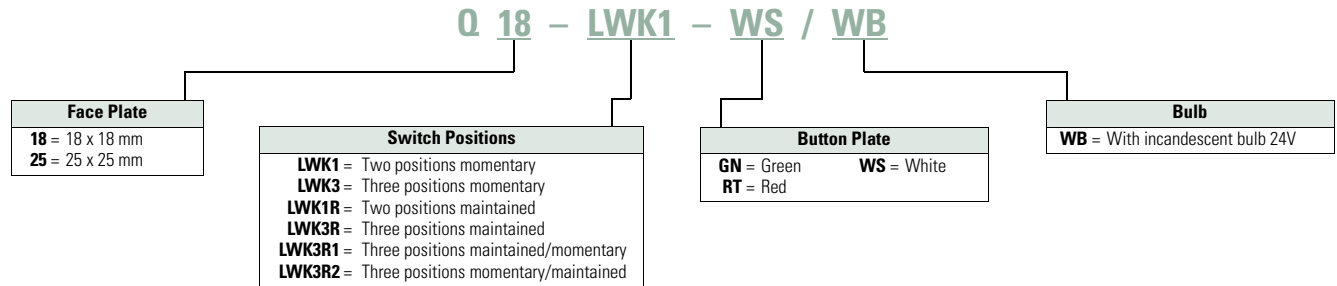 Q 18 – LWK1 – WS / WB
Face Plate
18 = 18 x 18 mm
25 = 25 x 25 mm
Switch Positions
LWK1 = Two positions momentary
LWK3 = Three positions momentary
LWK1R = Two positions maintained
LWK3R = Three positions maintained
LWK3R1 = Three positions maintained/momentary
LWK3R2 = Three positions momentary/maintained
Button Plate
GN = Green WS = White
RT = Red
Bulb
WB = With incandescent bulb 24V